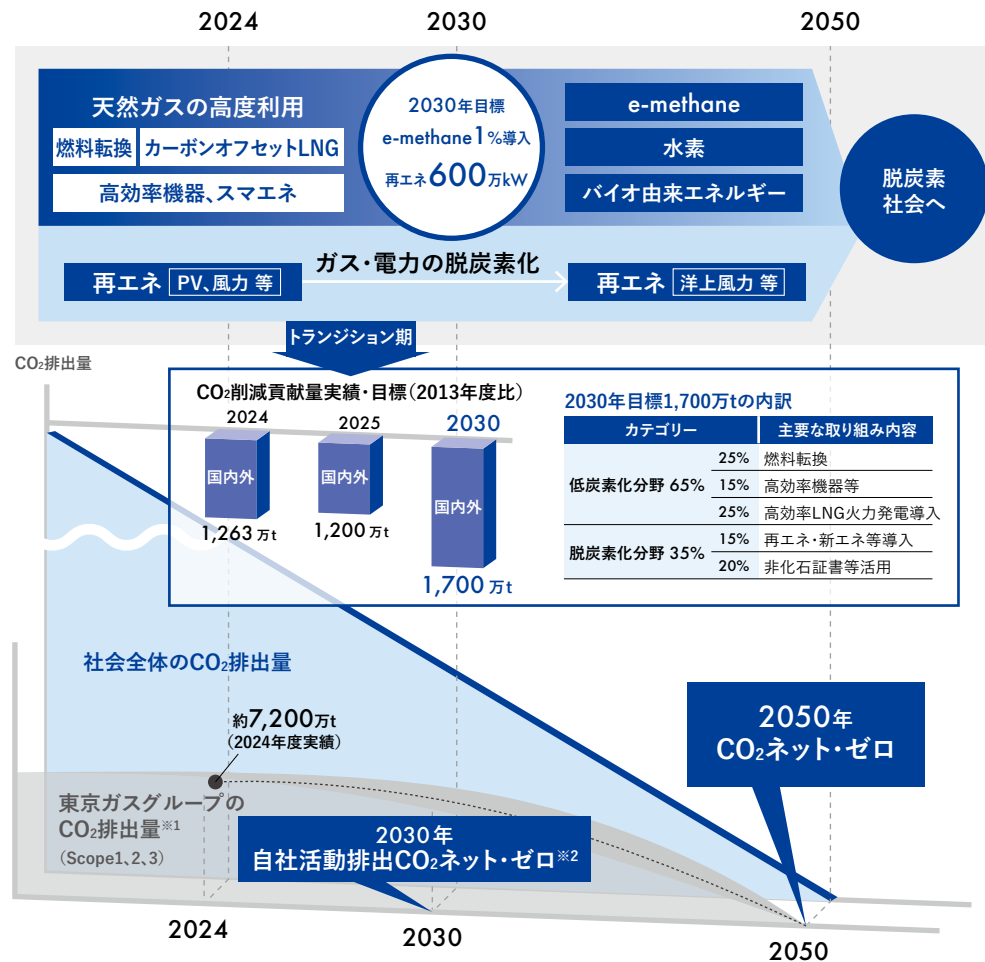 2024
2030
2050
天然ガスの高度利用
燃料転換
カーボンオフセットLNG
高効率機器、スマエネ
2030年目標
e-methane1%導入
再エネ600万kW
e-methane
水素
バイオ由来エネルギー
脱炭素
社会へ
ガス・電力の脱炭素化
再エネ PV、風力 等
再エネ 洋上風力 等
トランジション期
CO₂排出量
CO₂削減貢献量実績・目標(2013年度比)
2024
2025
2030
国内外
国内外
国内外
1,263 万t
1,200 万t
1,700 万t
2030年目標1,700万tの内訳
カテゴリー 主要な取り組み内容
低炭素化分野 65%
25% 燃料転換
15% 高効率機器等
25% 高効率LNG火力発電導入
脱炭素化分野 35%
15% 再エネ・新エネ等導入
20% 非化石証書等活用
社会全体のCO₂排出量
約7,200万t
(2024年度実績)
東京ガスグループの
CO₂排出量※1
(Scope1、2、3)
2030年
自社活動排出CO₂ネット・ゼロ※2
2050年
CO₂ネット・ゼロ
2024
2030
2050